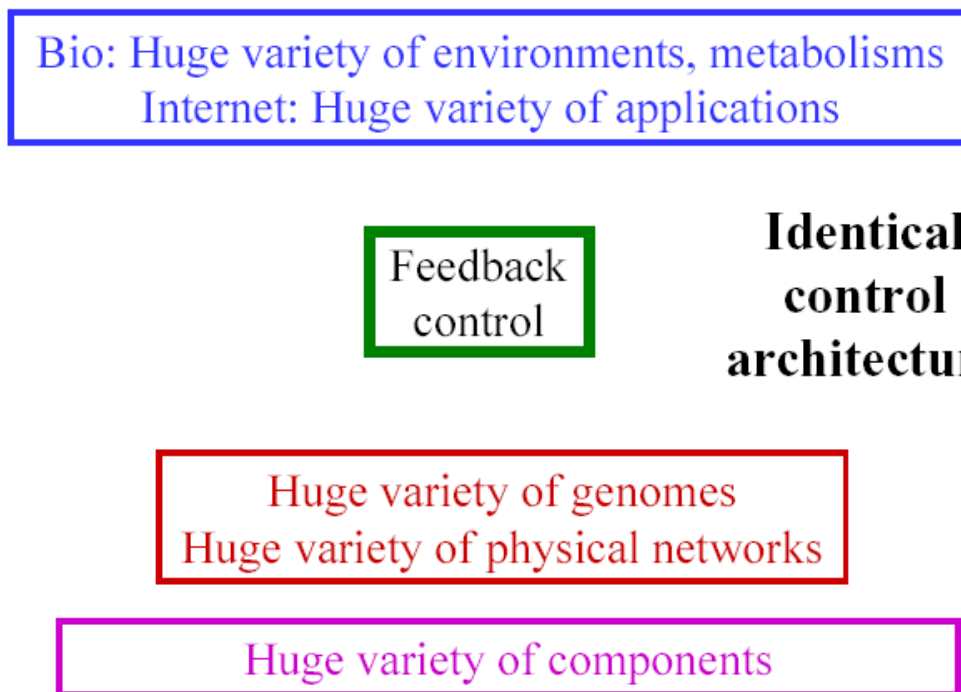 Bio: Huge variety of environments, metabolisms
Internet: Huge variety of applications
Feedback
control
Identical
control
architectur
Huge variety of genomes
Huge variety of physical networks
Huge variety of components